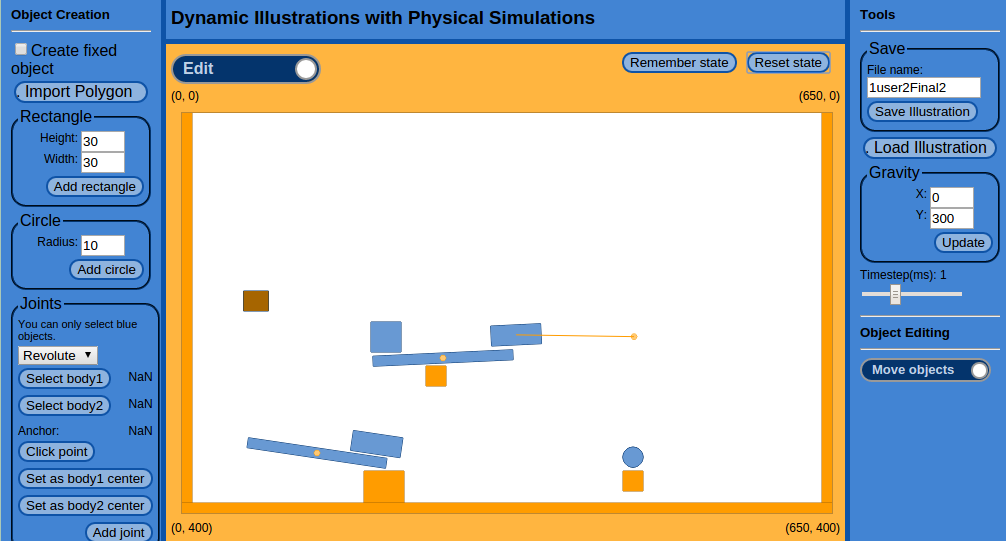 Object Creation
Create fixed
object
Import Polygon
Rectangle
Height: 30
Width: 30
Add rectangle
Circle
Radius: 10
Add circle
Joints
You can only select blue
objects.
Revolute
Select body1 NaN
Select body2 NaN
Anchor: NaN
Click point
Set as body1 center
Set as body2 center
Add joint
Dynamic Illustrations with Physical Simulations
Edit
Remember state
Reset state
(0, 0)
(650, 0)
(0, 400)
(650, 400)
Tools
Save
File name:
1user2Final2
Save Illustration
Load Illustration
Gravity
X: 0
Y: 300
Update
Timestep(ms): 1
Object Editing
Move objects